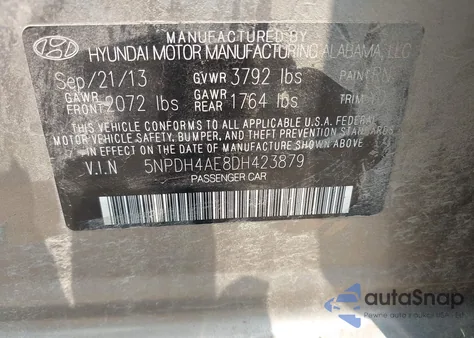 MANUFACTURED BY
HYUNDAI MOTOR MANUFACTURING ALABAMA, LLC
Sep/21/13 GVWR 3792 lbs PAINT
GAWR FRONT 2072 lbs GAWR REAR 1764 lbs TRIM
THIS VEHICLE CONFORMS TO ALL APPLICABLE U.S.A. FEDERAL
MOTOR VEHICLE SAFETY, BUMPER, AND THEFT PREVENTION
STANDARDS IN EFFECT ON THE DATE OF MANUFACTURE SHOWN ABOVE.
V.I.N 5NPDH4AE8DH423879
PASSENGER CAR
autoSnap